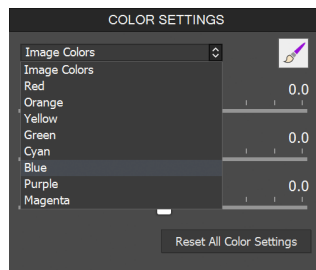 COLOR SETTINGS
Image Colors
Image Colors
Red
0.0
Orange
Yellow
Green
0.0
Cyan
Blue
Purple
0.0
Magenta
Reset All Color Settings